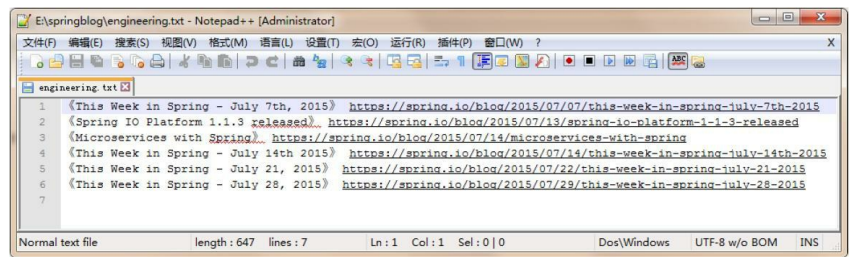 E:\springblog\engineering.txt - Notepad++ [Administrator]
文件(F) 编辑(E) 搜索(S) 视图(V) 格式(M) 语言(L) 设置(T) 宏(O) 运行(R) 插件(P) 窗口(W) ? X
engineering.txt
1 《This Week in Spring - July 7th, 2015》 https://spring.io/blog/2015/07/07/this-week-in-spring-july-7th-2015
2 《Spring IO Platform 1.1.3 released》 https://spring.io/blog/2015/07/13/spring-io-platform-1-1-3-released
3 《Microservices with Spring》 https://spring.io/blog/2015/07/14/microservices-with-spring
4 《This Week in Spring - July 14th 2015》 https://spring.io/blog/2015/07/14/this-week-in-spring-july-14th-2015
5 《This Week in Spring - July 21, 2015》 https://spring.io/blog/2015/07/22/this-week-in-spring-july-21-2015
6 《This Week in Spring - July 28, 2015》 https://spring.io/blog/2015/07/29/this-week-in-spring-july-28-2015
7
Normal text file length : 647 lines : 7 Ln : 1 Col : 1 Sel : 0 | 0 Dos\Windows UTF-8 w/o BOM INS